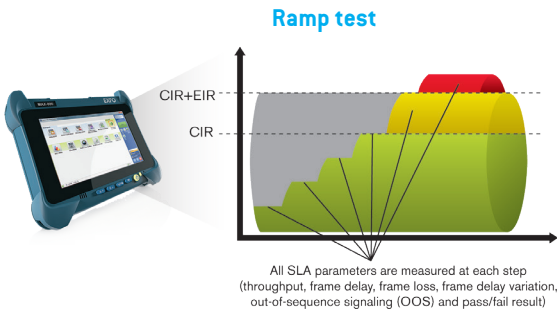 Ramp test
EXFO
CIR+EIR
CIR
All SLA parameters are measured at each step
(throughput, frame delay, frame loss, frame delay variation,
out-of-sequence signaling (OOS) and pass/fail result)